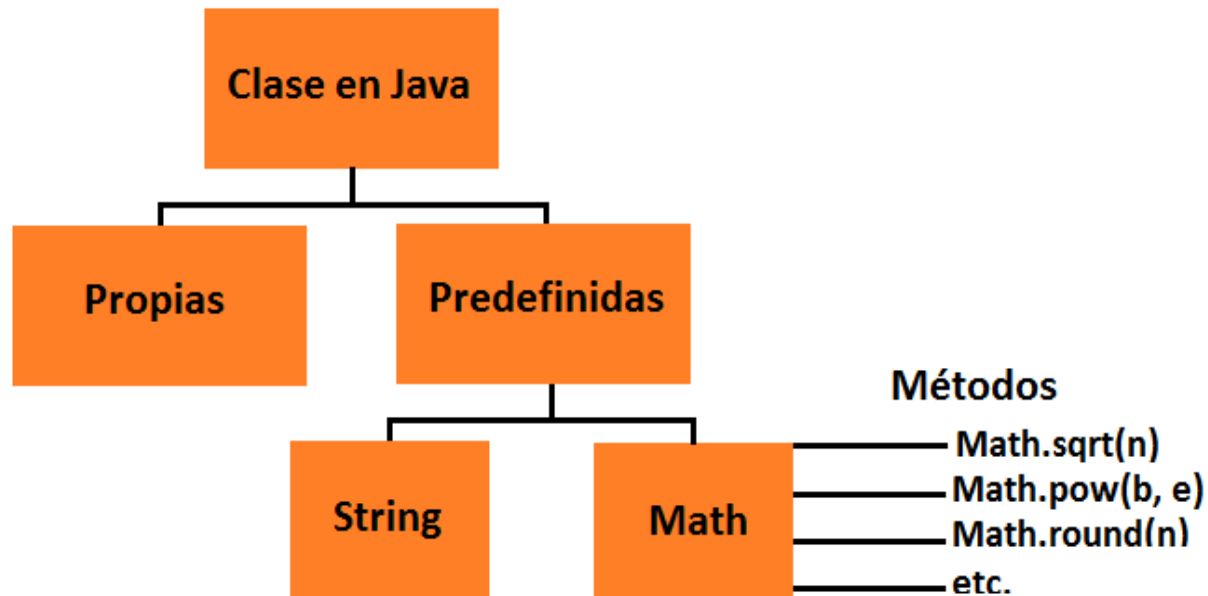 Clase en Java
Propias
Predefinidas
Métodos
String
Math
Math.sqrt(n)
Math.pow(b, e)
Math.round(n)
etc.